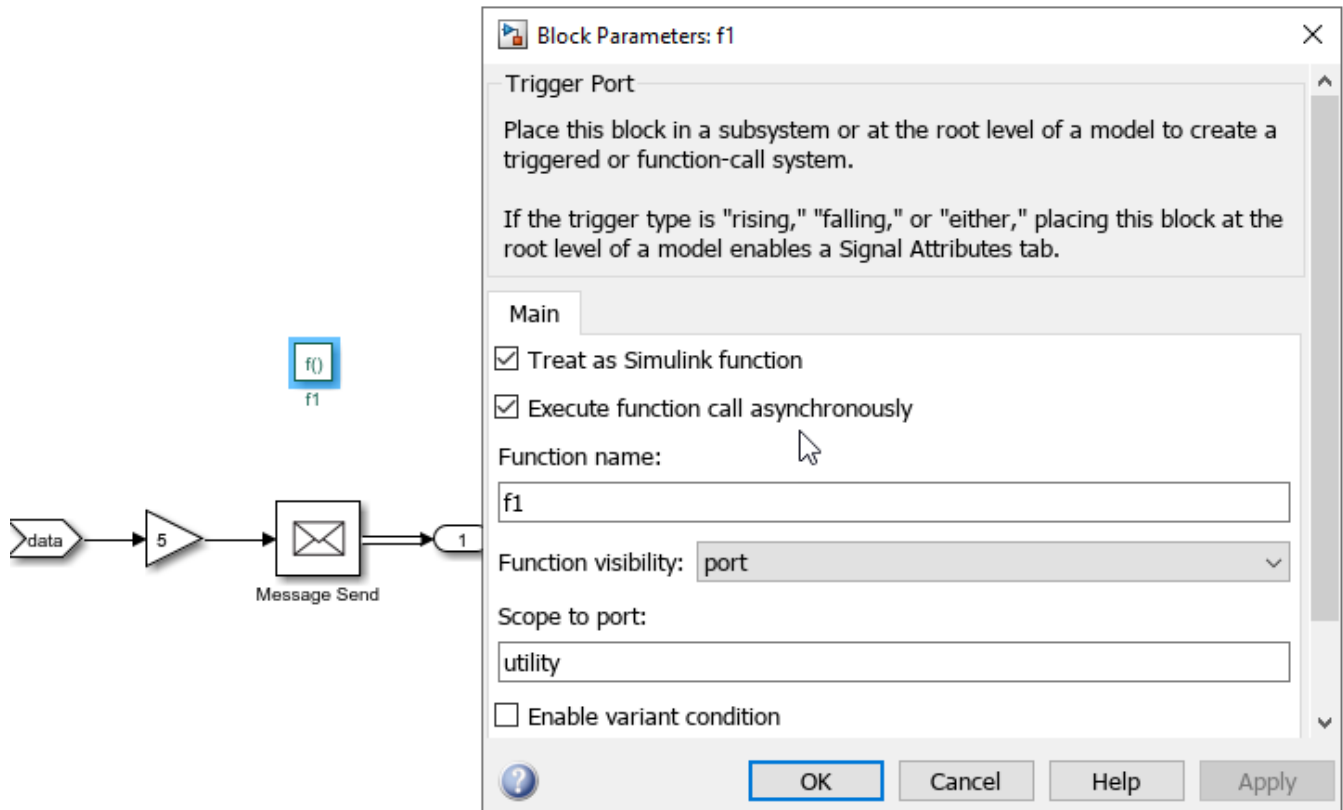 Block Parameters: f1
Trigger Port
Place this block in a subsystem or at the root level of a model to create a
triggered or function-call system.
If the trigger type is "rising," "falling," or "either," placing this block at the
root level of a model enables a Signal Attributes tab.
Main
Treat as Simulink function
Execute function call asynchronously
Function name:
f1
Function visibility: port
Scope to port:
utility
Enable variant condition
? OK Cancel Help Apply
f()
f1
data 5 1
Message Send